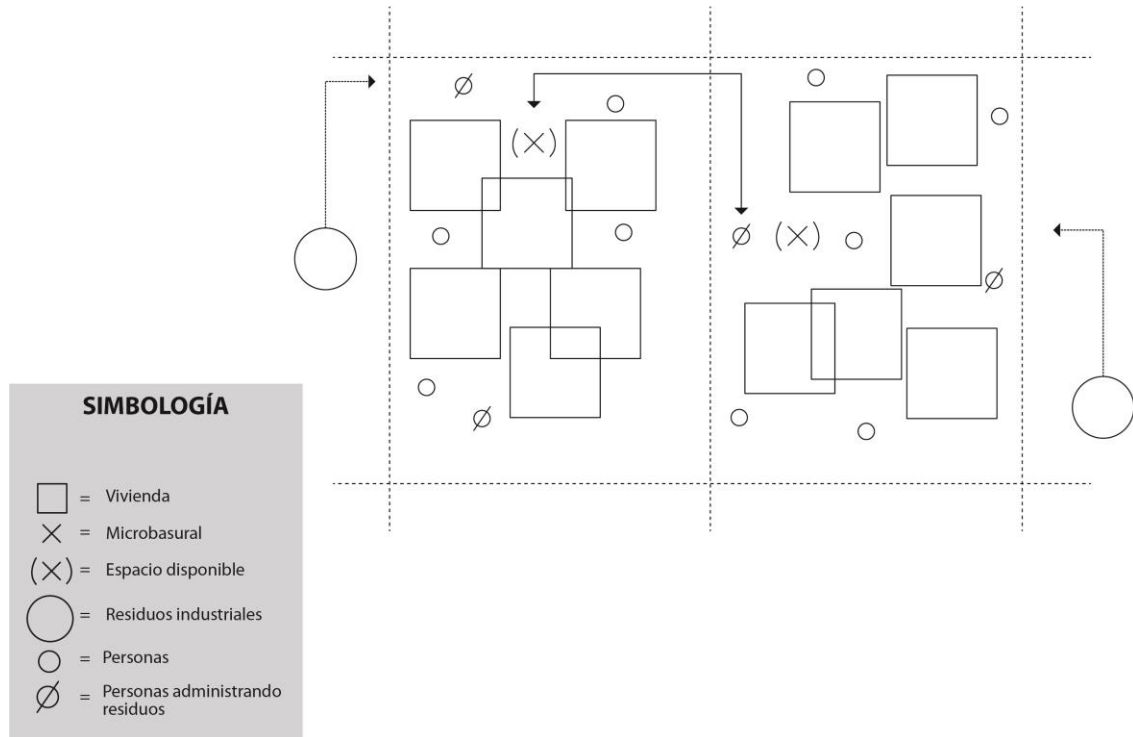 SIMBOLOGÍA
= Vivienda
= Microbasural
= Espacio disponible
= Residuos industriales
= Personas
= Personas administrando
residuos